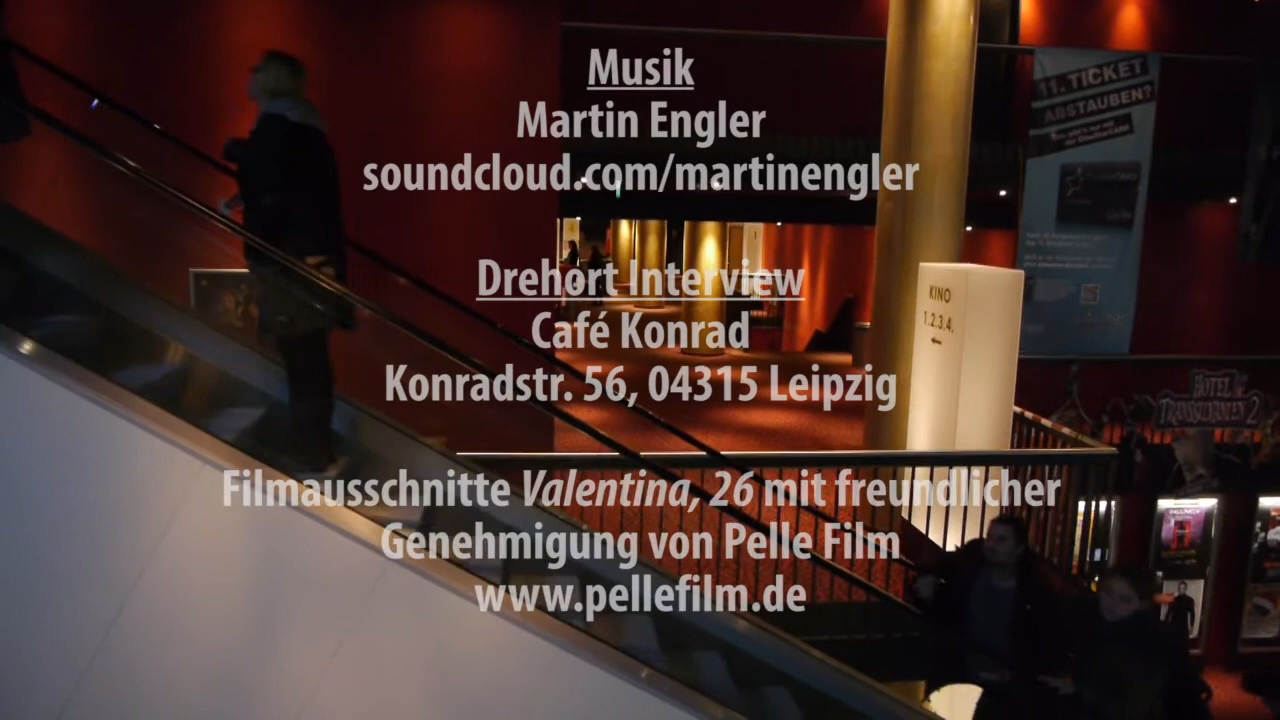 Musik
Martin Engler
soundcloud.com/martinengler
Drehort Interview
Café Konrad
Konradstr. 56, 04315 Leipzig
Filmausschnitte Valentina, 26 mit freundlicher
Genehmigung von Pelle Film
www.pellefilm.de
11. TICKET
ABSTAUBEN?
KINO
1.2.3.4.
←
HOTEL
TRANSSILVANIEN 2